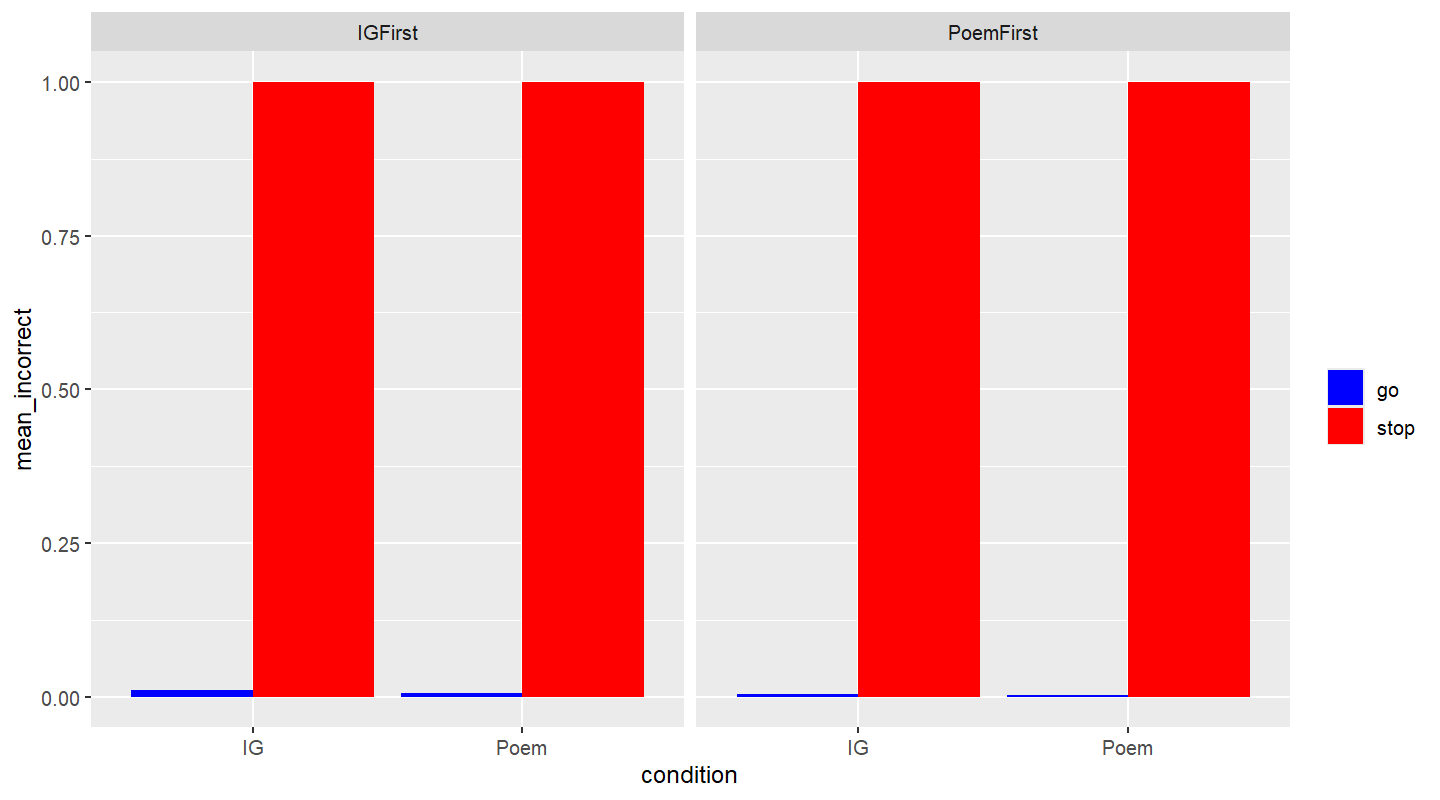 IGFirst
PoemFirst
mean_incorrect
1.00
0.75
0.50
0.25
0.00
IG
Poem
IG
Poem
condition
go
stop